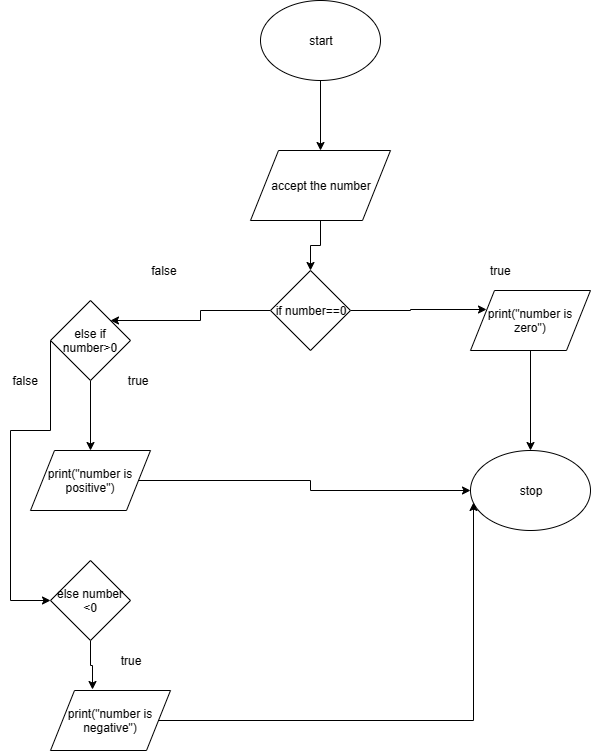 start
accept the number
false
true
if number==0
print("number is
zero")
else if
number>0
false
true
print("number is
positive")
stop
else number
<0
true
print("number is
negative")